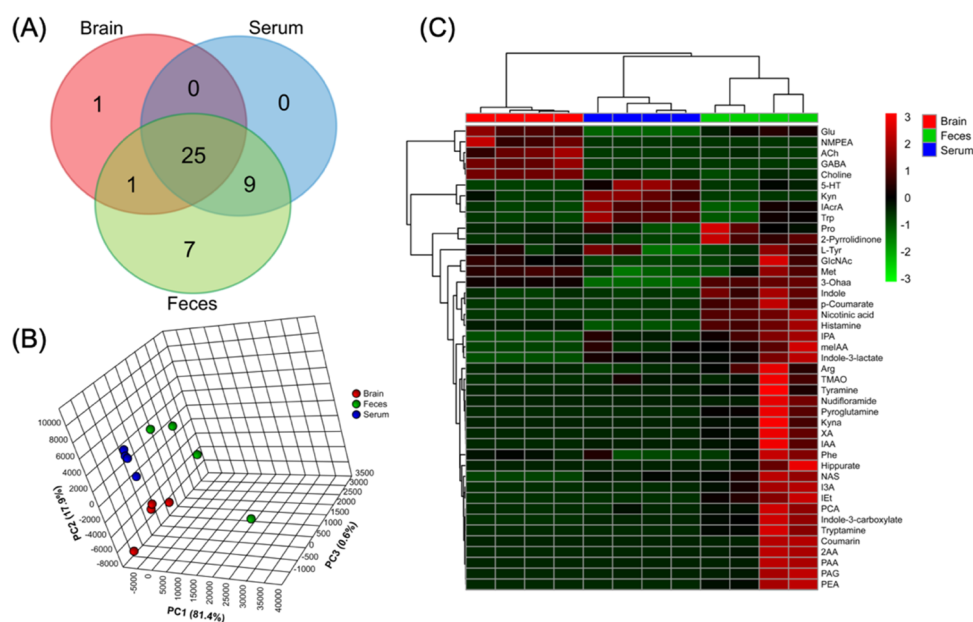 (A)
Brain
Serum
1
0
0
25
1
9
7
Feces
(B)
Brain
Feces
Serum
10000
8000
6000
4000
2000
0
-2000
-4000
-6000
-8000
PC2 (17.9%)
-5000
0
5000
10000
15000
20000
25000
30000
35000
40000
PC1 (81.4%)
3500
3000
2500
2000
1500
1000
500
0
-500
-1000
PC3 (0.6%)
(C)
3
2
1
0
-1
-2
-3
Brain
Feces
Serum
Glu
NMPEA
ACh
GABA
Choline
5-HT
Kyn
IAcrA
Trp
Pro
2-Pyrrolidinone
L-Tyr
GlcNAc
Met
3-Ohaa
Indole
p-Coumarate
Nicotinic acid
Histamine
IPA
meIAA
Indole-3-lactate
Arg
TMAO
Tyramine
Nudifloramide
Pyroglutamine
Kyna
XA
IAA
Phe
Hippurate
NAS
I3A
IEt
PCA
Indole-3-carboxylate
Tryptamine
Coumarin
2AA
PAA
PAG
PEA